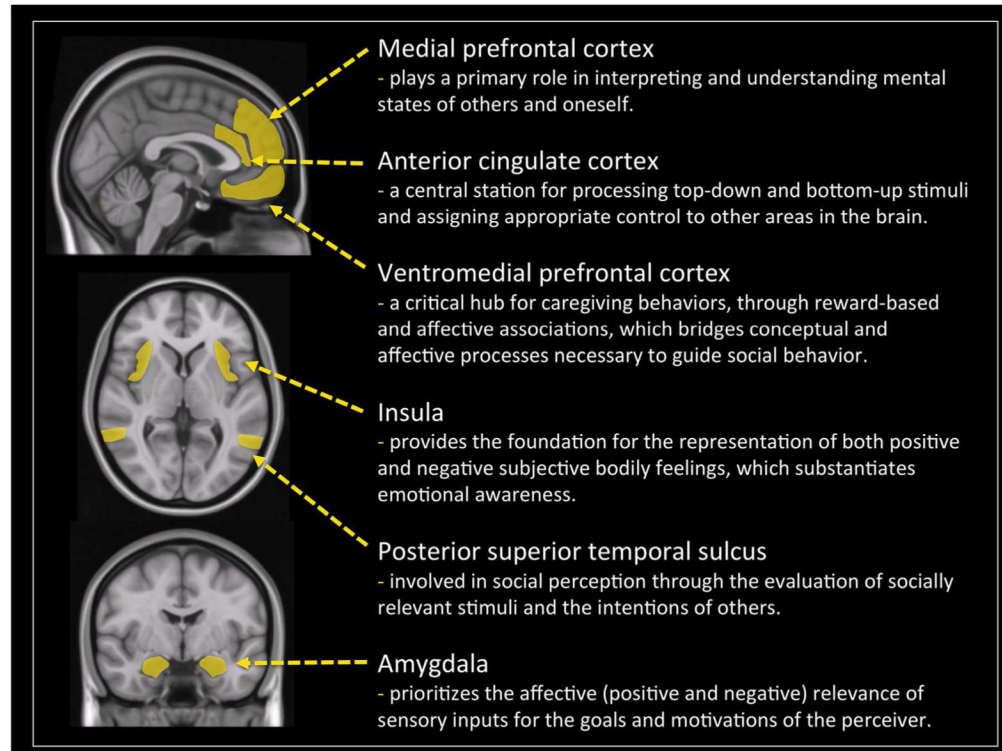 Medial prefrontal cortex
- plays a primary role in interpreting and understanding mental
states of others and oneself.
Anterior cingulate cortex
- a central station for processing top-down and bottom-up stimuli
and assigning appropriate control to other areas in the brain.
Ventromedial prefrontal cortex
- a critical hub for caregiving behaviors, through reward-based
and affective associations, which bridges conceptual and
affective processes necessary to guide social behavior.
Insula
- provides the foundation for the representation of both positive
and negative subjective bodily feelings, which substantiates
emotional awareness.
Posterior superior temporal sulcus
- involved in social perception through the evaluation of socially
relevant stimuli and the intentions of others.
Amygdala
- prioritizes the affective (positive and negative) relevance of
sensory inputs for the goals and motivations of the perceiver.